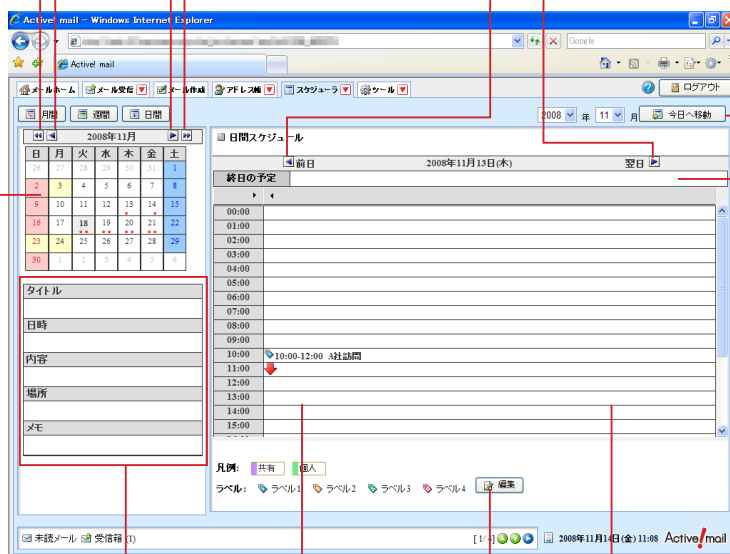 Active! mail - Windows Internet Explorer
Google
Active! mail
メールホーム メール受信 メール作成 アドレス帳 スケジューラ ツール ログアウト
月間 週間 日間 2008 年 11 月 今日へ移動
2008年11月
日 月 火 水 木 金 土
26 27 28 29 30 31 1
2 3 4 5 6 7 8
9 10 11 12 13 14 15
16 17 18 19 20 21 22
23 24 25 26 27 28 29
30 1 2 3 4 5 6
タイトル
日時
内容
場所
メモ
日間スケジュール
前日 2008年11月13日(木) 翌日
終日の予定
00:00
01:00
02:00
03:00
04:00
05:00
06:00
07:00
08:00
09:00
10:00 10:00-12:00 A社訪問
11:00
12:00
13:00
14:00
15:00
凡例: 共有 個人
ラベル: ラベル1 ラベル2 ラベル3 ラベル4 編集
未読メール 受信箱 (1) [1/4] 2008年11月14日(金) 11:08 Active! mail